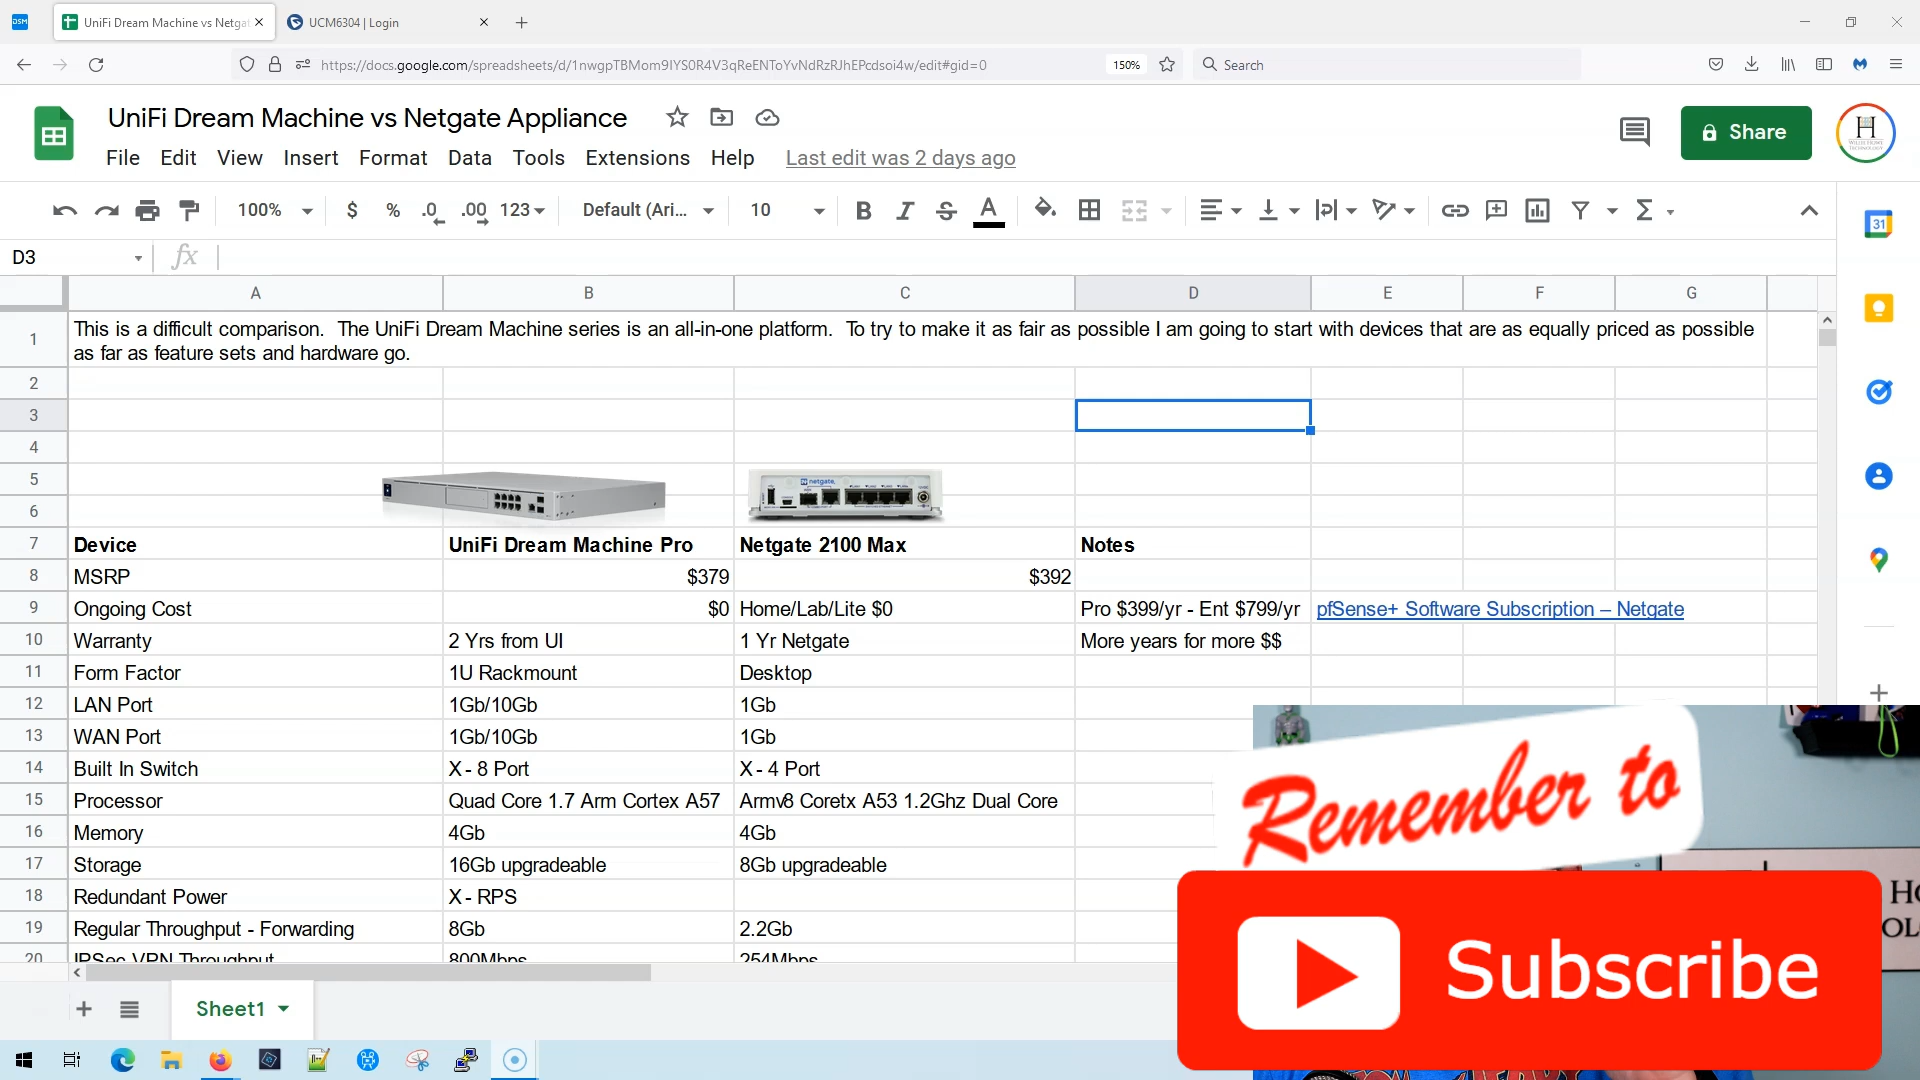 DSM
UniFi Dream Machine vs Netgat
UCM6304 | Login
https://docs.google.com/spreadsheets/d/1nwgpTBMom9IYS0R4V3qReENToYvNdRzRJhEPcdsoi4w/edit#gid=0
150%
Search
UniFi Dream Machine vs Netgate Appliance
File Edit View Insert Format Data Tools Extensions Help Last edit was 2 days ago
Share
100% $ % .0 .00 123 Default (Ari... 10 B I S A
31
D3 fx
A B C D E F G
1 This is a difficult comparison. The UniFi Dream Machine series is an all-in-one platform. To try to make it as fair as possible I am going to start with devices that are as equally priced as possible
as far as feature sets and hardware go.
2
3
4
5
6
netgate
7 Device UniFi Dream Machine Pro Netgate 2100 Max Notes
8 MSRP $379 $392
9 Ongoing Cost $0 Home/Lab/Lite $0 Pro $399/yr - Ent $799/yr pfSense+ Software Subscription – Netgate
10 Warranty 2 Yrs from UI 1 Yr Netgate More years for more $$
11 Form Factor 1U Rackmount Desktop
12 LAN Port 1Gb/10Gb 1Gb
13 WAN Port 1Gb/10Gb 1Gb
14 Built In Switch X - 8 Port X - 4 Port
15 Processor Quad Core 1.7 Arm Cortex A57 Armv8 Coretx A53 1.2Ghz Dual Core
16 Memory 4Gb 4Gb
17 Storage 16Gb upgradeable 8Gb upgradeable
18 Redundant Power X - RPS
19 Regular Throughput - Forwarding 8Gb 2.2Gb
20 IPSec VPN Throughput 800Mbps 254Mbps
Remember to
Subscribe
Sheet1